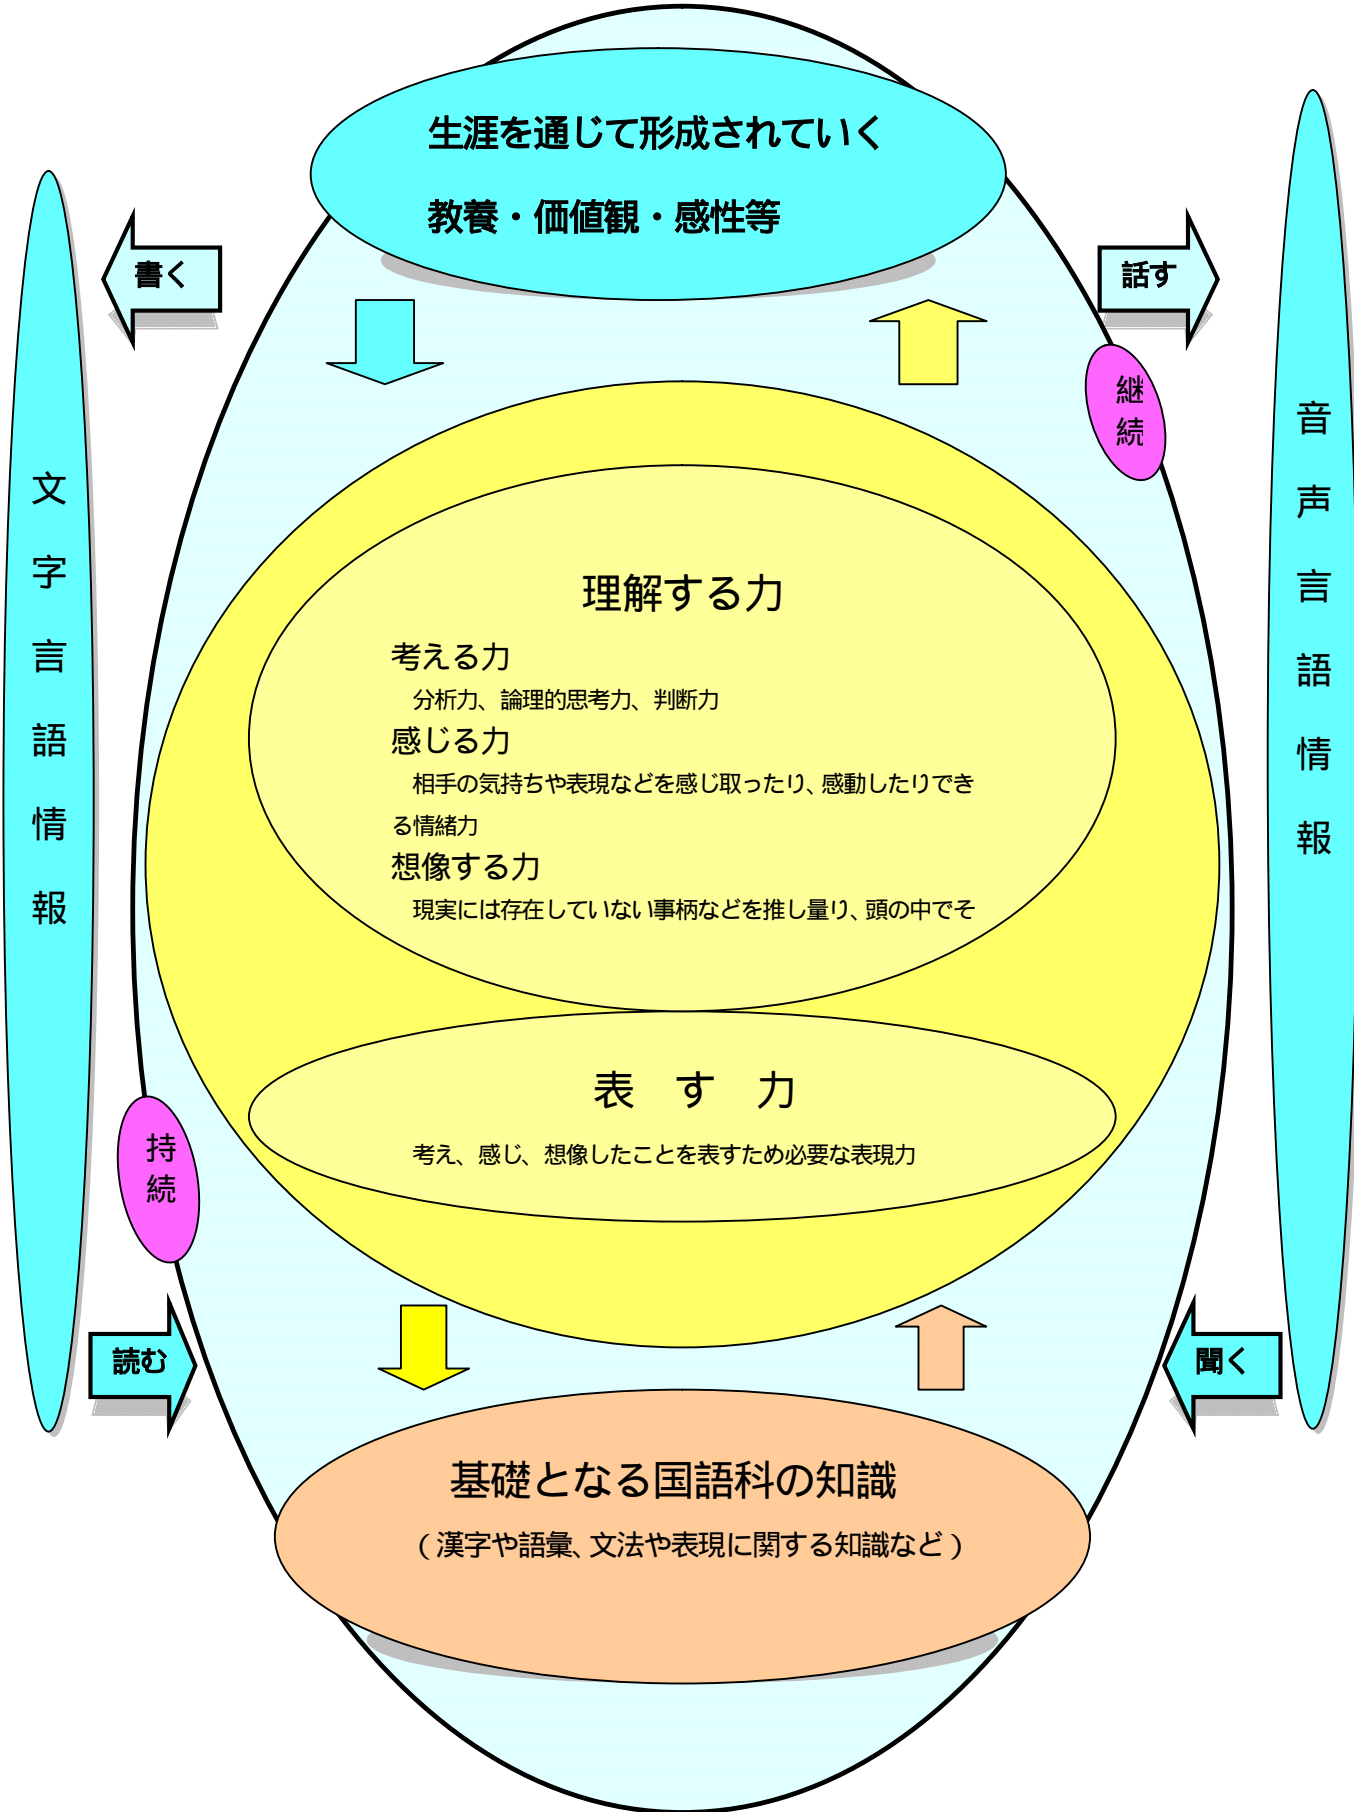 生涯を通じて形成されていく
教養・価値観・感性等
書く
話す
継
続
文字言語情報
音声言語情報
理解する力
考える力
分析力、論理的思考力、判断力
感じる力
相手の気持ちや表現などを感じ取ったり、感動したりでき
る情緒力
想像する力
現実には存在していない事柄などを推し量り、頭の中でそ
表 す 力
考え、感じ、想像したことを表すため必要な表現力
持
続
読む
聞く
基礎となる国語科の知識
(漢字や語彙、文法や表現に関する知識など)